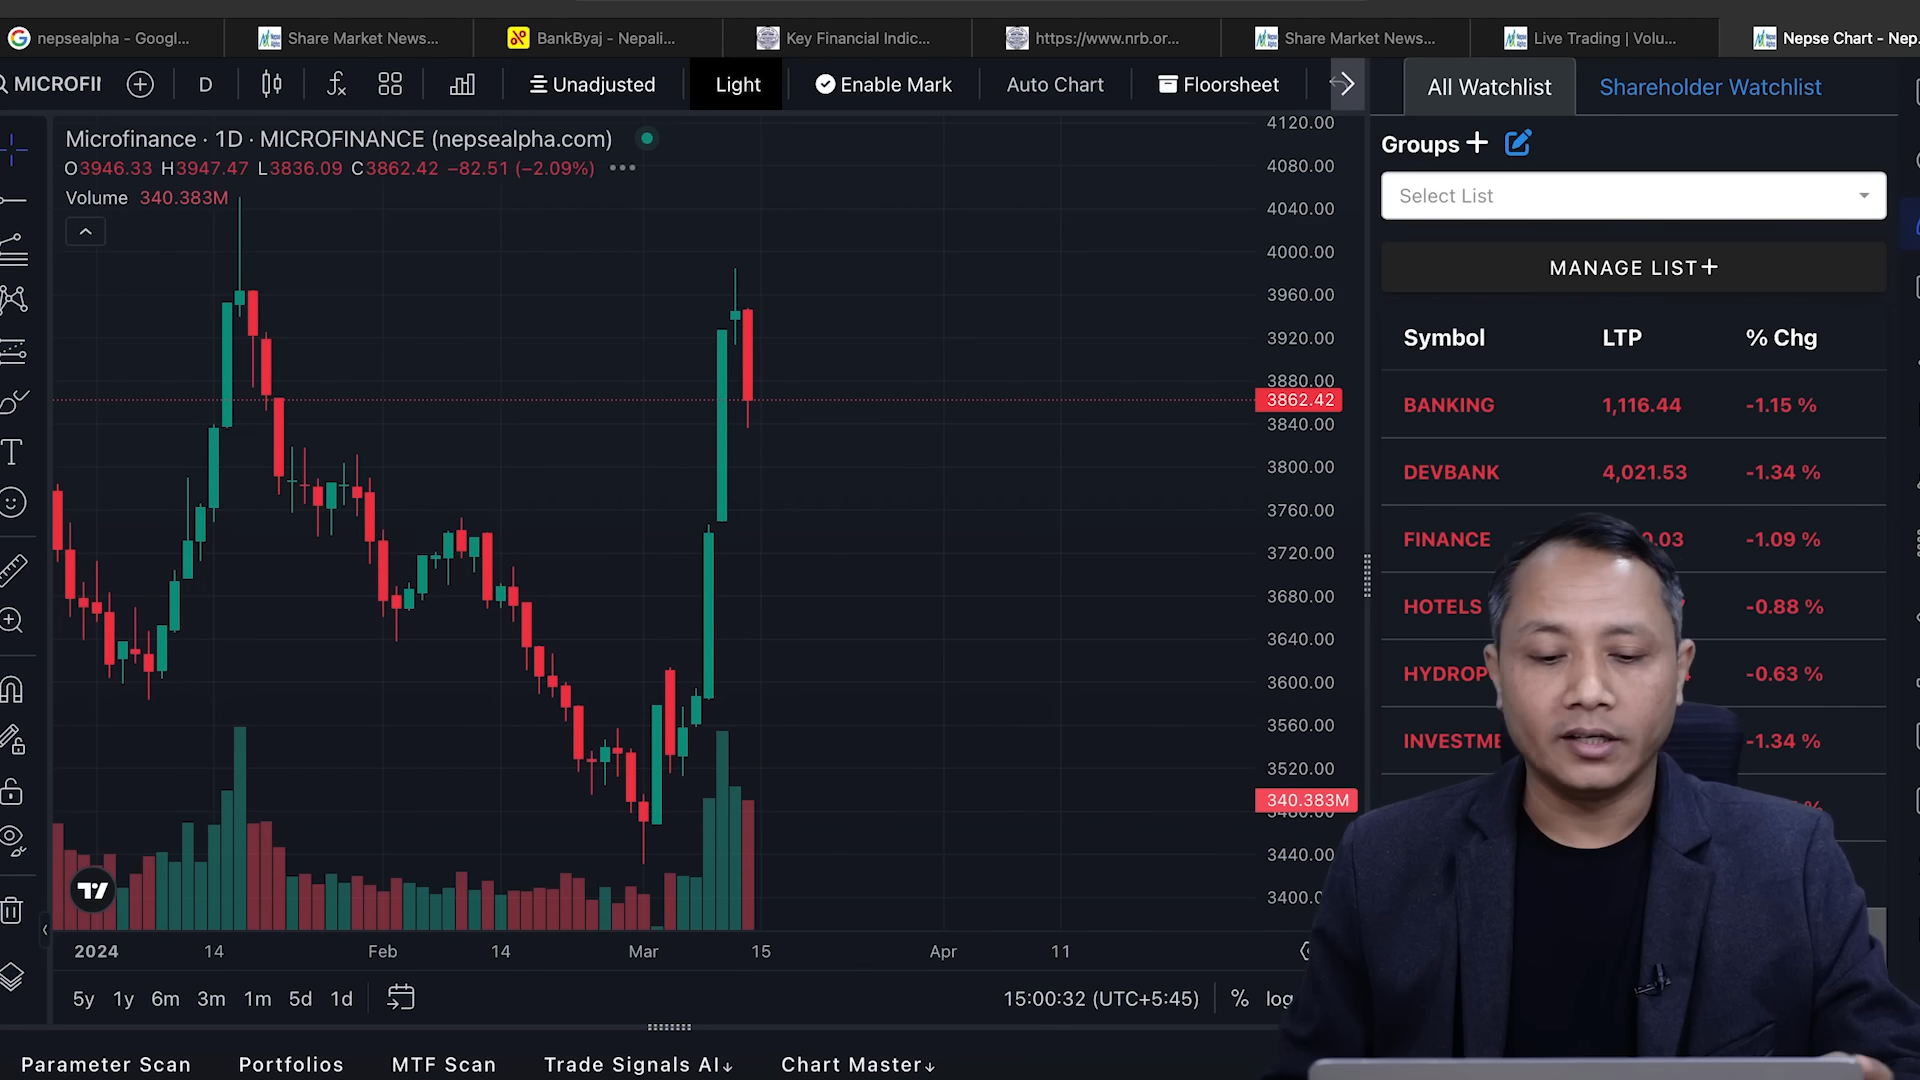 nepsealpha - Googl...
Share Market News...
BankByaj - Nepali...
Key Financial Indic...
https://www.nrb.or...
Share Market News...
Live Trading | Volu...
Nepse Chart - Nep
MICROFI
D
Unadjusted
Light
Enable Mark
Auto Chart
Floorsheet
All Watchlist
Shareholder Watchlist
Microfinance · 1D · MICROFINANCE (nepsealpha.com)
O3946.33 H3947.47 L3836.09 C3862.42 −82.51 (−2.09%)
Volume 340.383M
4120.00
4080.00
4040.00
4000.00
3960.00
3920.00
3880.00
3862.42
3840.00
3800.00
3760.00
3720.00
3680.00
3640.00
3600.00
3560.00
3520.00
340.383M
3440.00
3400.0
Groups +
Select List
MANAGE LIST+
Symbol LTP % Chg
BANKING 1,116.44 -1.15 %
DEVBANK 4,021.53 -1.34 %
FINANCE 0.03 -1.09 %
HOTELS -0.88 %
HYDROP -0.63 %
INVESTME -1.34 %
2024 14 Feb 14 Mar 15 Apr 11
5y 1y 6m 3m 1m 5d 1d
15:00:32 (UTC+5:45) % log
Parameter Scan Portfolios MTF Scan Trade Signals AI↓ Chart Master↓